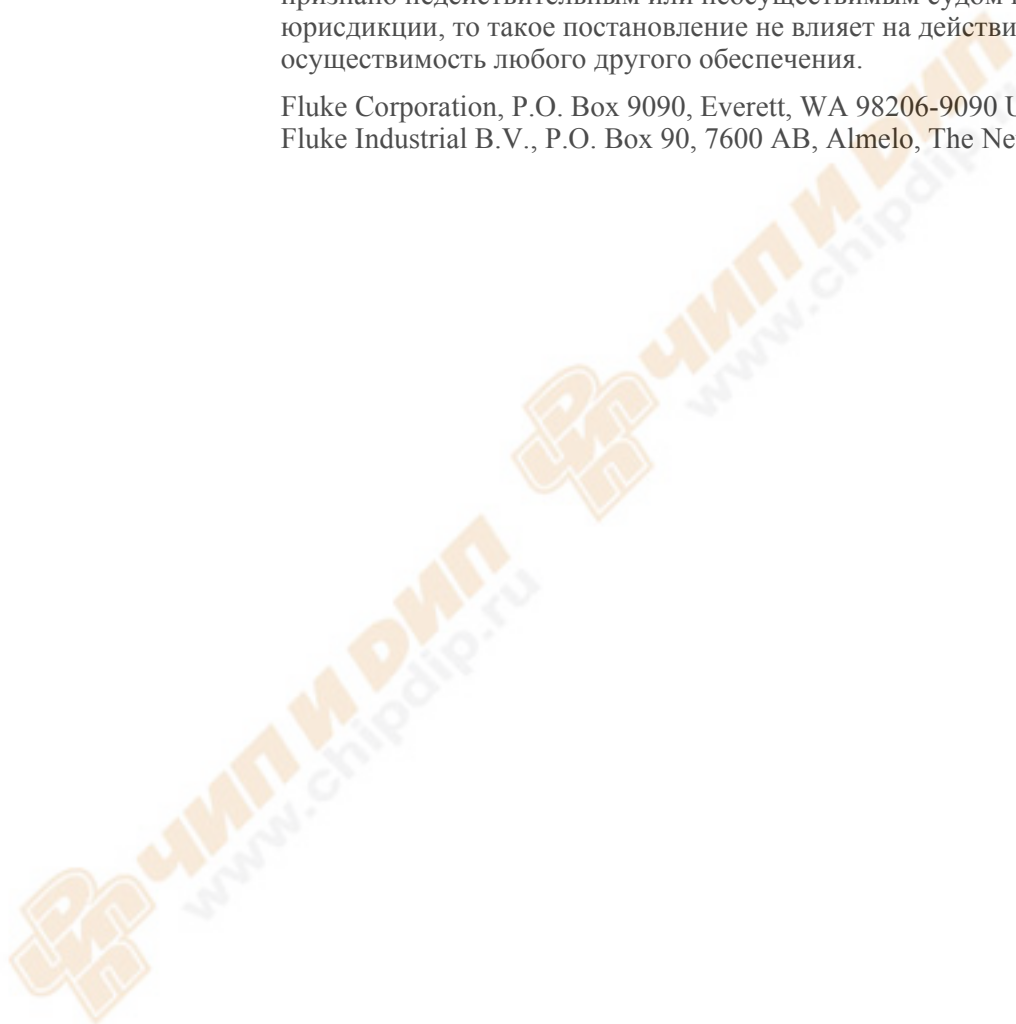 юрисдикции, то такое постановление не влияет на действи
осуществимость любого другого обеспечения.
Fluke Corporation, P.O. Box 9090, Everett, WA 98206-9090 U
Fluke Industrial B.V., P.O. Box 90, 7600 AB, Almelo, The Ne
ЧИП И ДИП
www.chipdip
ЧИП И ДИП
www.chipdip.ru